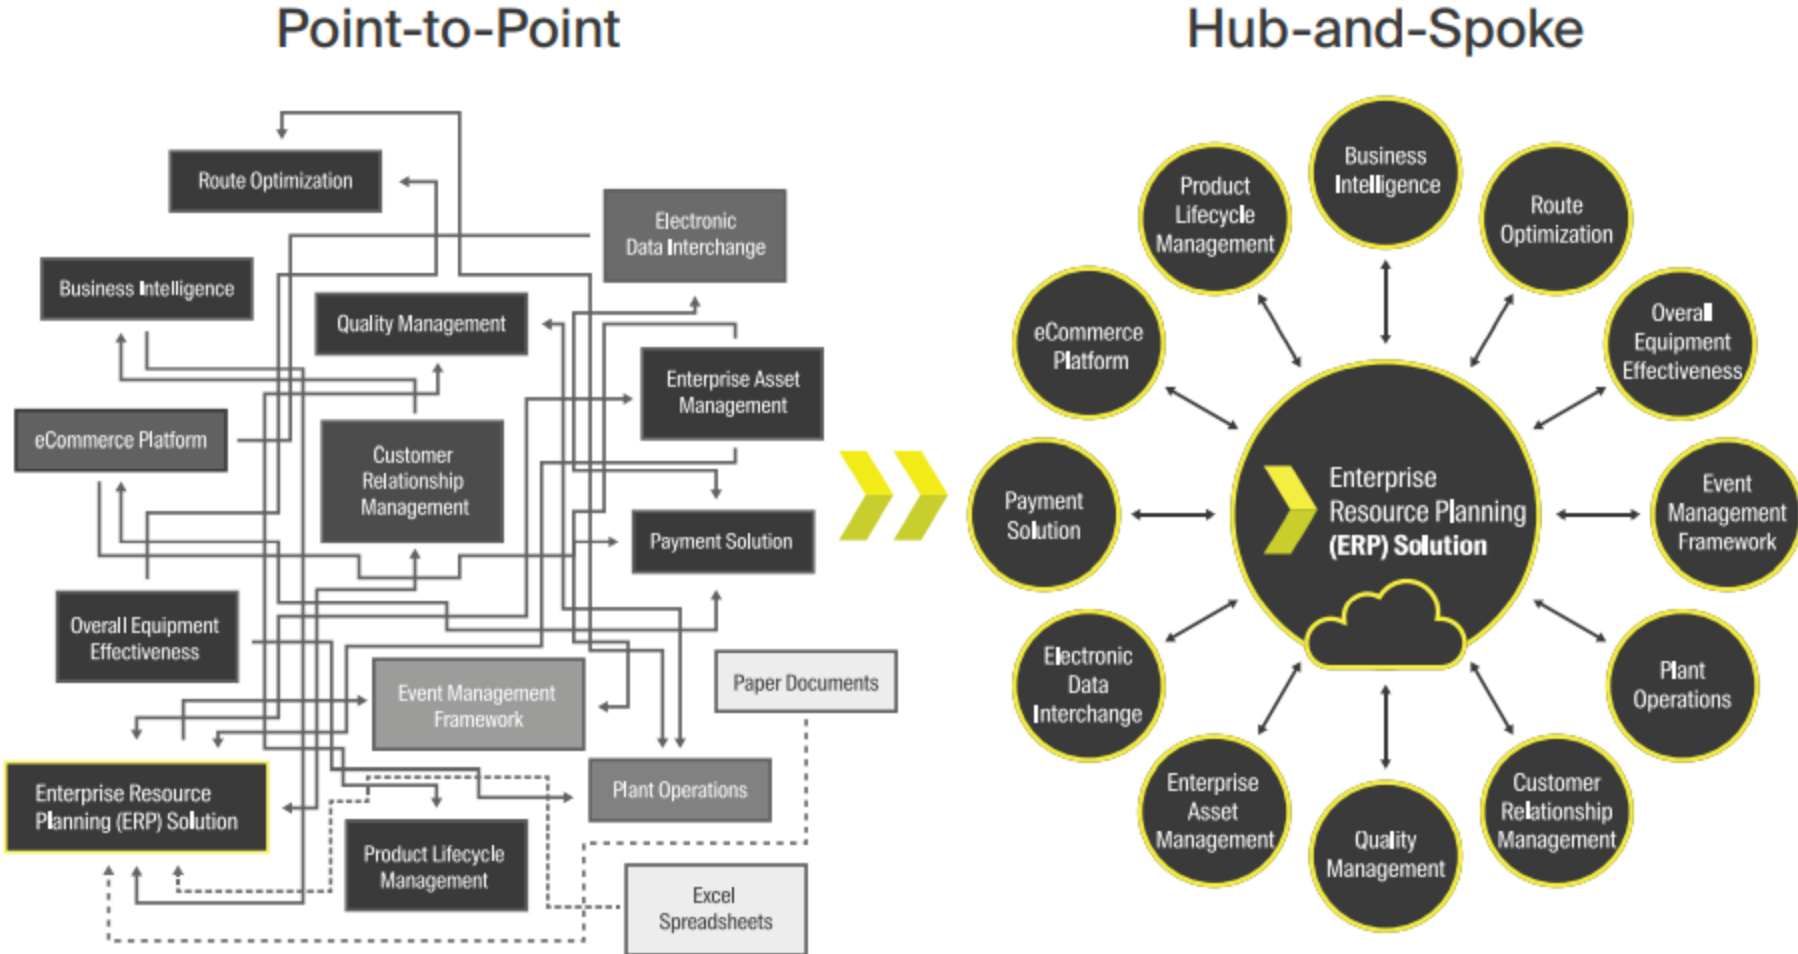 Point-to-Point
Route Optimization
Electronic
Data Interchange
Business Intelligence
Quality Management
Enterprise Asset
Management
eCommerce Platform
Customer
Relationship
Management
Payment Solution
Overall Equipment
Effectiveness
Event Management
Framework
Paper Documents
Enterprise Resource
Planning (ERP) Solution
Plant Operations
Product Lifecycle
Management
Excel
Spreadsheets
Hub-and-Spoke
Business
Intelligence
Product
Lifecycle
Management
Route
Optimization
eCommerce
Platform
Overall
Equipment
Effectiveness
Payment
Solution
Enterprise
Resource Planning
(ERP) Solution
Event
Management
Framework
Electronic
Data
Interchange
Plant
Operations
Enterprise
Asset
Management
Quality
Management
Customer
Relationship
Management